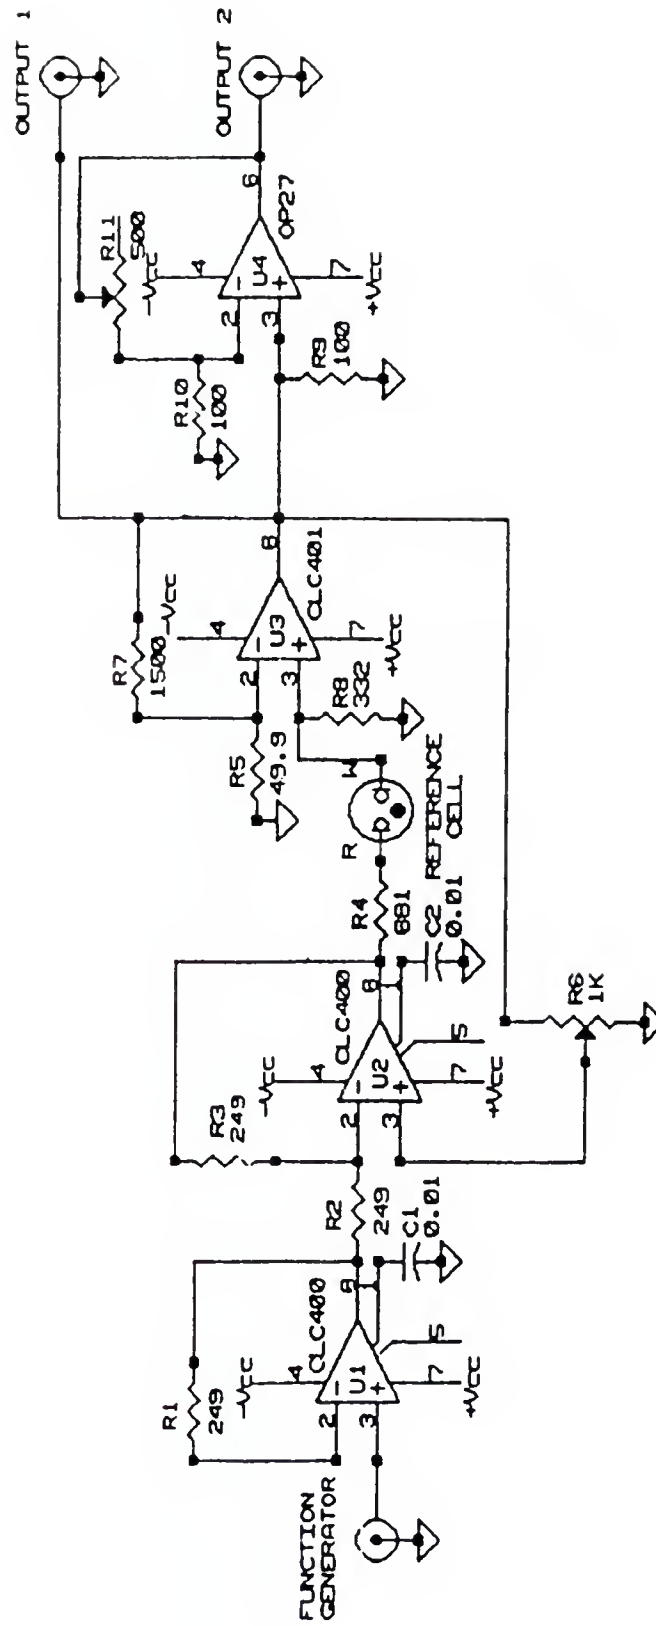 FUNCTION
GENERATOR
R1
249
-Vcc
4
2
3
U1
7
+Vcc
5
CLC400
8
C1
0.01
R2
249
R3
249
-Vcc
4
2
3
U2
7
+Vcc
5
CLC400
8
C2
0.01
R6
1K
R4
681
R
W
REFERENCE
CELL
R5
49.9
R7
1500
R8
332
-Vcc
4
2
3
U3
7
+Vcc
CLC401
R10
100
R9
100
R11
500
-Vcc
4
2
3
U4
7
+Vcc
6
OP27
OUTPUT 1
OUTPUT 2